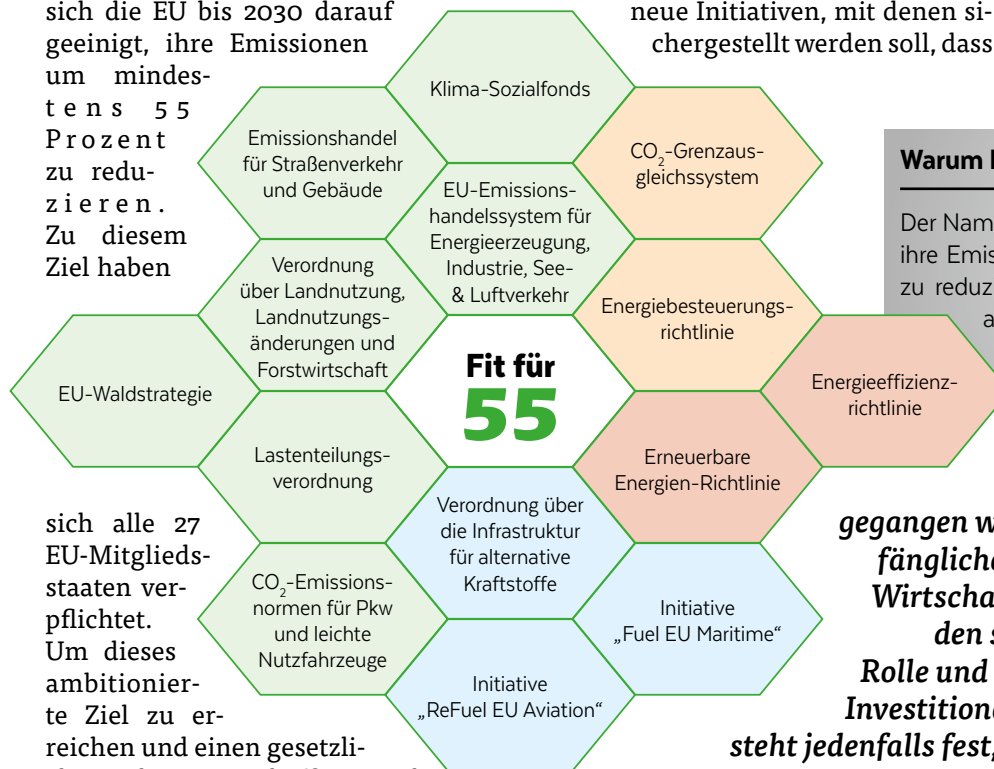 sich die EU bis 2030 darauf
geeinigt, ihre Emissionen
um mindes-
tens 55
Prozent
zu redu-
zieren.
Zu diesem
Ziel haben
sich alle 27
EU-Mitglieds-
staaten ver-
pflichtet.
Um dieses
ambitionier-
te Ziel zu er-
reichen und einen gesetzli-
Klima-Sozialfonds
Emissionshandel
für Straßenverkehr
und Gebäude
CO₂-Grenzaus-
gleichssystem
EU-Emissions-
handelssystem für
Energieerzeugung,
Industrie, See-
& Luftverkehr
Verordnung
über Landnutzung,
Landnutzungs-
änderungen und
Forstwirtschaft
Energiebesteuerungs-
richtlinie
EU-Waldstrategie
Fit für
55
Energieeffizienz-
richtlinie
Lastenteilungs-
verordnung
Erneuerbare
Energien-Richtlinie
Verordnung über
die Infrastruktur
für alternative
Kraftstoffe
CO₂-Emissions-
normen für Pkw
und leichte
Nutzfahrzeuge
Initiative
„Fuel EU Maritime“
Initiative
„ReFuel EU Aviation“
neue Initiativen, mit denen si-
chergestellt werden soll, dass
Warum
Der
ihre
zu
gegangen
Wirtscha
den
Rolle und
Investition
steht jedenfalls fest,